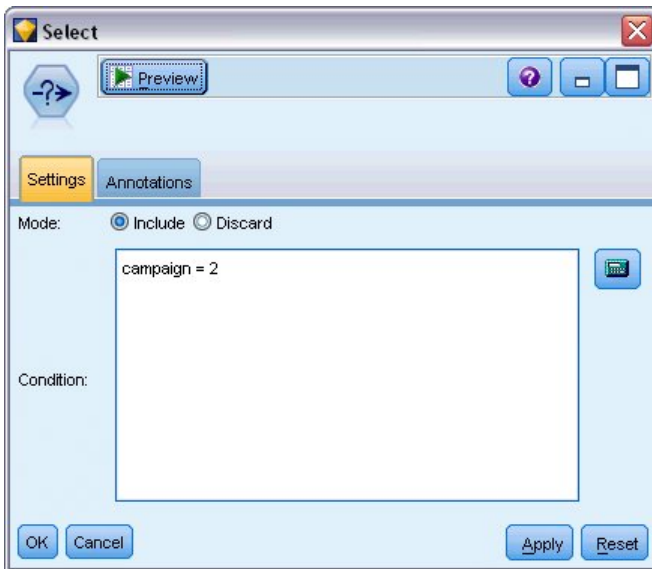 Select
Preview
Settings Annotations
Mode: Include Discard
campaign = 2
Condition:
OK Cancel Apply Reset